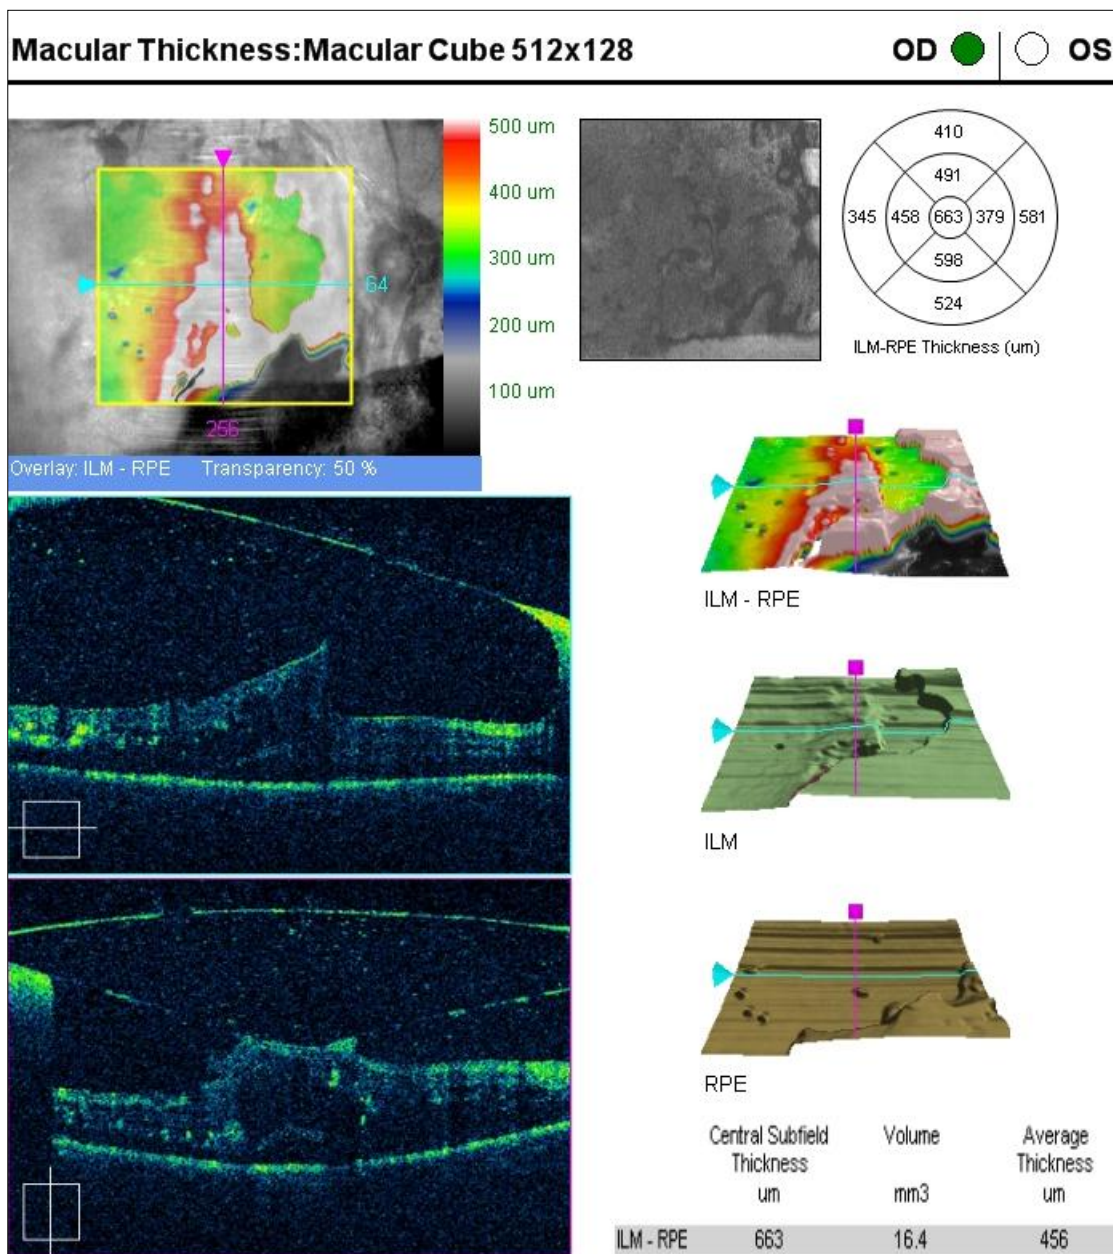 Macular Thickness:Macular Cube 512x128 OD OS
500 um
400 um
300 um
200 um
100 um
64
256
Overlay: ILM - RPE Transparency: 50 %
410
491
345 458 663 379 581
598
524
ILM-RPE Thickness (um)
ILM - RPE
ILM
RPE
Central Subfield Thickness um
Volume mm3
Average Thickness um
ILM - RPE 663 16.4 456